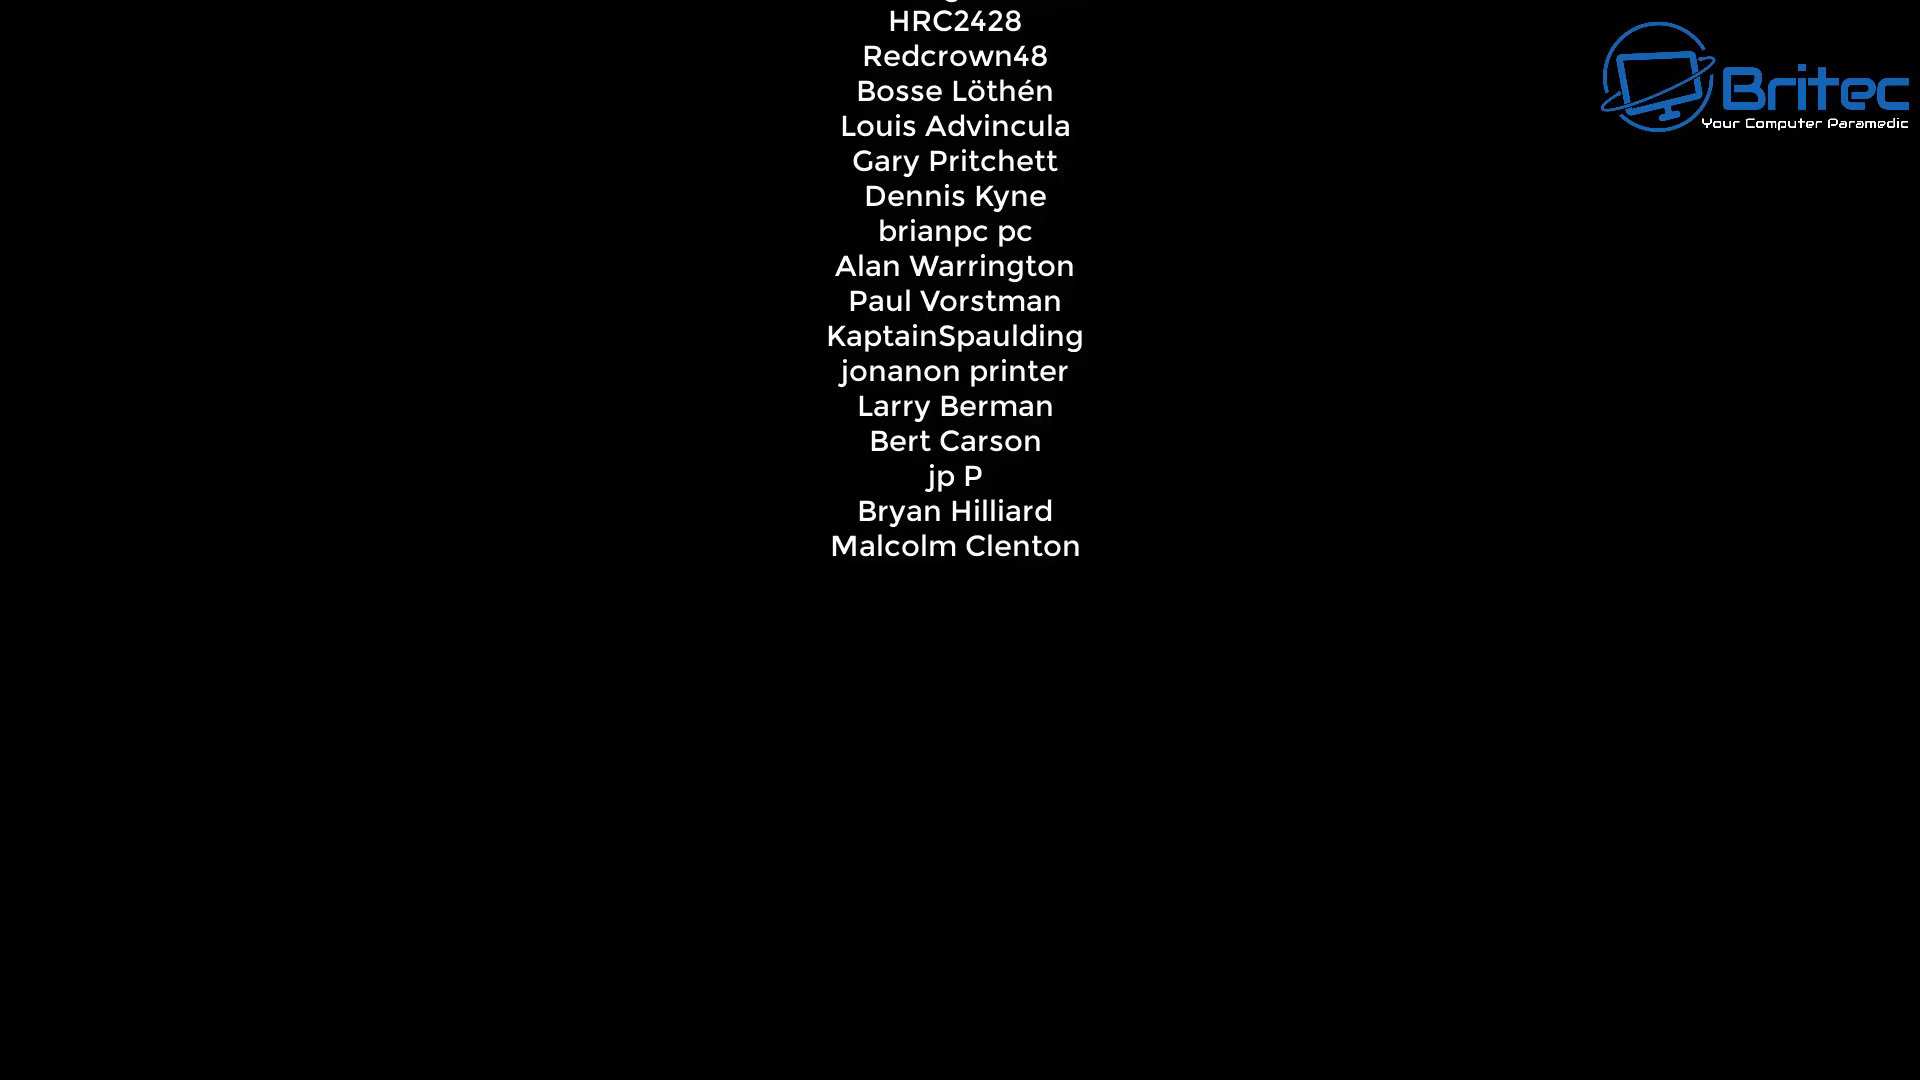 HRC2428
Redcrown48
Bosse Löthén
Louis Advincula
Gary Pritchett
Dennis Kyne
brianpc pc
Alan Warrington
Paul Vorstman
KaptainSpaulding
jonanon printer
Larry Berman
Bert Carson
jp P
Bryan Hilliard
Malcolm Clenton
Britec
Your Computer Paramedic